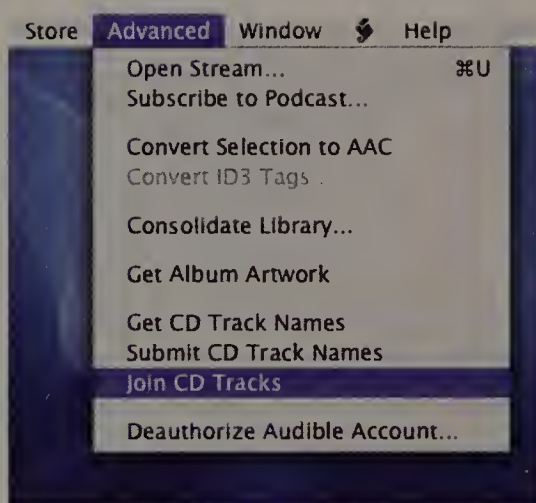 Store Advanced Window Help
Open Stream... ⌘U
Subscribe to Podcast...
Convert Selection to AAC
Convert ID3 Tags .
Consolidate Library...
Get Album Artwork
Get CD Track Names
Submit CD Track Names
Join CD Tracks
Deauthorize Audible Account...